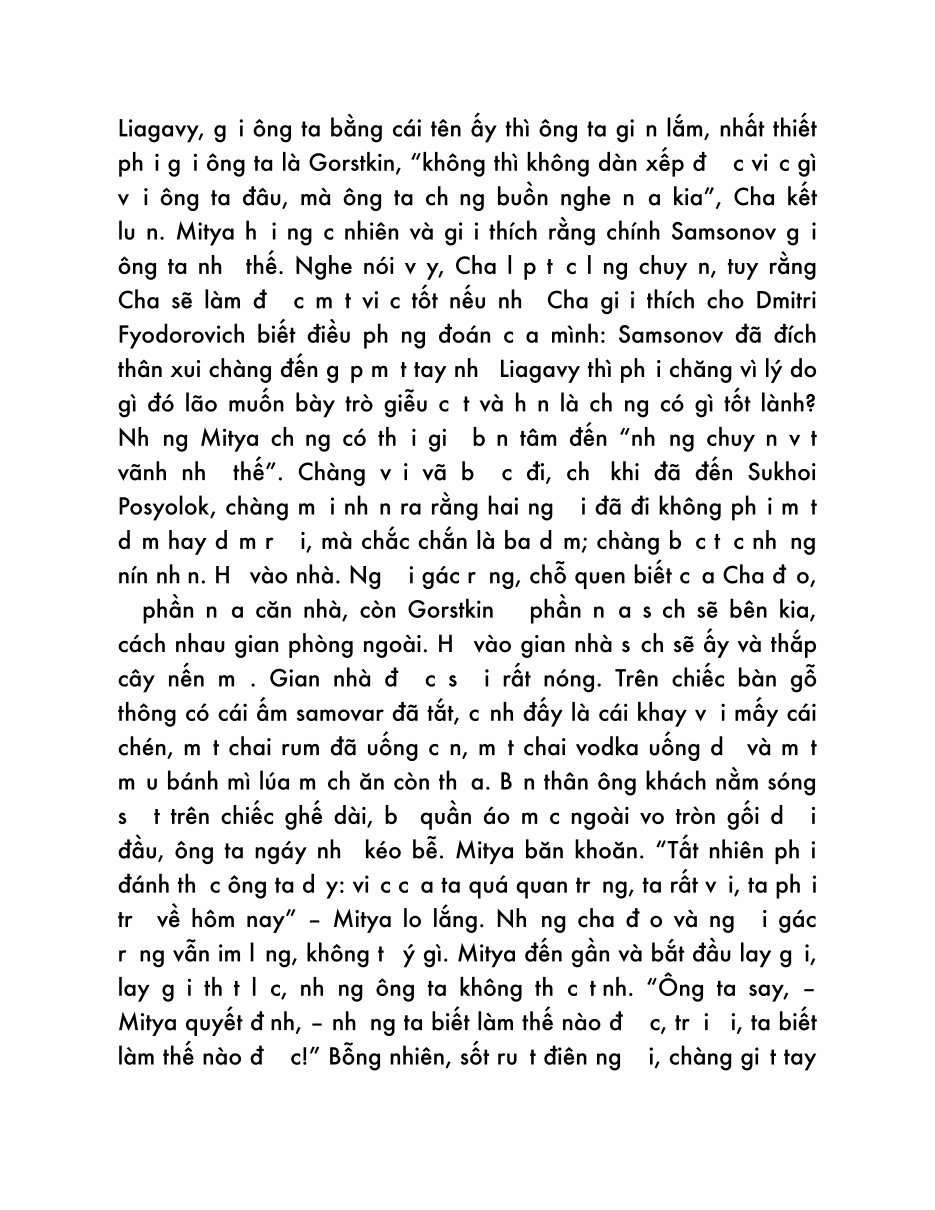 Liagavy, g i ông ta bằng cái tên ấy thì ông ta gi n lắm, nhất thiết
ph i g i ông ta là Gorstkin, “không thì không dàn xếp đ c vi c gì
v i ông ta đâu, mà ông ta ch ng buồn nghe n a kia”, Cha kết
lu n. Mitya h i ng c nhiên và gi i thích rằng chính Samsonov g i
ông ta nh thế. Nghe nói v y, Cha l p t c l ng chuy n, tuy rằng
Cha sẽ làm đ c m t vi c tốt nếu nh Cha gi i thích cho Dmitri
Fyodorovich biết điều ph ng đoán c a mình: Samsonov đã đích
thân xui chàng đến g p m t tay nh Liagavy thì ph i chăng vì lý do
gì đó lão muốn bày trò giễu c t và h n là ch ng có gì tốt lành?
Nh ng Mitya ch ng có th i gi b n tâm đến “nh ng chuy n v t
vãnh nh thế”. Chàng v i vã b c đi, ch khi đã đến Sukhoi
Posyolok, chàng m i nh n ra rằng hai ng i đã đi không ph i m t
d m hay d m r i, mà chắc chắn là ba d m; chàng b c t c nh ng
nín nh n. H vào nhà. Ng i gác r ng, chỗ quen biết c a Cha đ o,
phần n a căn nhà, còn Gorstkin phần n a s ch sẽ bên kia,
cách nhau gian phòng ngoài. H vào gian nhà s ch sẽ ấy và thắp
cây nến m . Gian nhà đ c s i rất nóng. Trên chiếc bàn gỗ
thông có cái ấm samovar đã tắt, c nh đấy là cái khay v i mấy cái
chén, m t chai rum đã uống c n, m t chai vodka uống d và m t
m u bánh mì lúa m ch ăn còn th a. B n thân ông khách nằm sóng
s t trên chiếc ghế dài, b quần áo m c ngoài vo tròn gối d i
đầu, ông ta ngáy nh kéo bễ. Mitya băn khoăn. “Tất nhiên ph i
đánh th c ông ta d y: vi c c a ta quá quan tr ng, ta rất v i, ta ph i
tr về hôm nay” – Mitya lo lắng. Nh ng cha đ o và ng i gác
r ng vẫn im l ng, không t ý gì. Mitya đến gần và bắt đầu lay g i,
lay g i th t l c, nh ng ông ta không th c t nh. “Ông ta say, –
Mitya quyết đ nh, – nh ng ta biết làm thế nào đ c, tr i i, ta biết
làm thế nào đ c!” Bỗng nhiên, sốt ru t điên ng i, chàng gi t tay